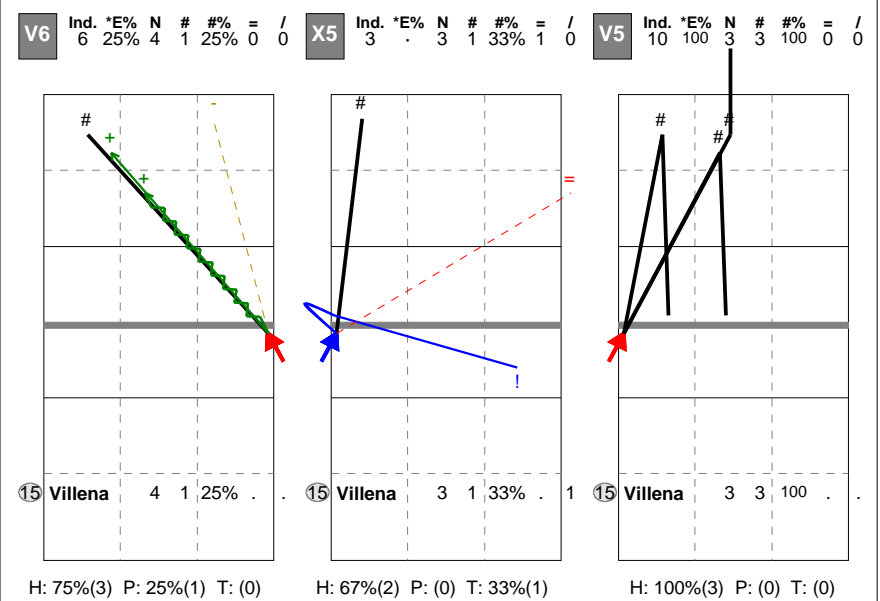 V6 Ind. *E% N # #% = /
6 25% 4 1 25% 0 0
#
+
+
-
15 Villena 4 1 25% . .
H: 75%(3) P: 25%(1) T: (0)
X5 Ind. *E% N # #% = /
3 . 3 1 33% 1 0
#
=
!
15 Villena 3 1 33% . 1
H: 67%(2) P: (0) T: 33%(1)
V5 Ind. *E% N # #% = /
10 100 3 3 100 0 0
#
#
#
15 Villena 3 3 100 . .
H: 100%(3) P: (0) T: (0)